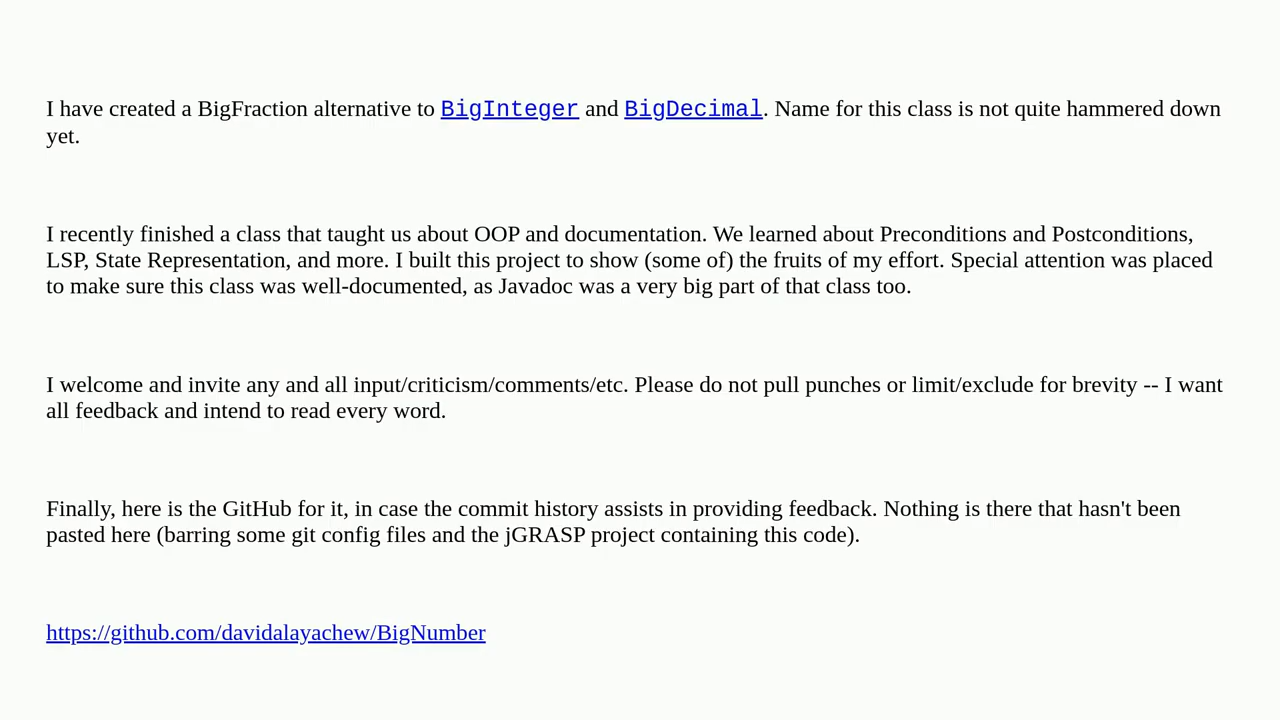 I have created a BigFraction alternative to BigInteger and BigDecimal. Name for this class is not quite hammered down
yet.
I recently finished a class that taught us about OOP and documentation. We learned about Preconditions and Postconditions,
LSP, State Representation, and more. I built this project to show (some of) the fruits of my effort. Special attention was placed
to make sure this class was well-documented, as Javadoc was a very big part of that class too.
I welcome and invite any and all input/criticism/comments/etc. Please do not pull punches or limit/exclude for brevity -- I want
all feedback and intend to read every word.
Finally, here is the GitHub for it, in case the commit history assists in providing feedback. Nothing is there that hasn't been
pasted here (barring some git config files and the jGRASP project containing this code).
https://github.com/davidalayachew/BigNumber